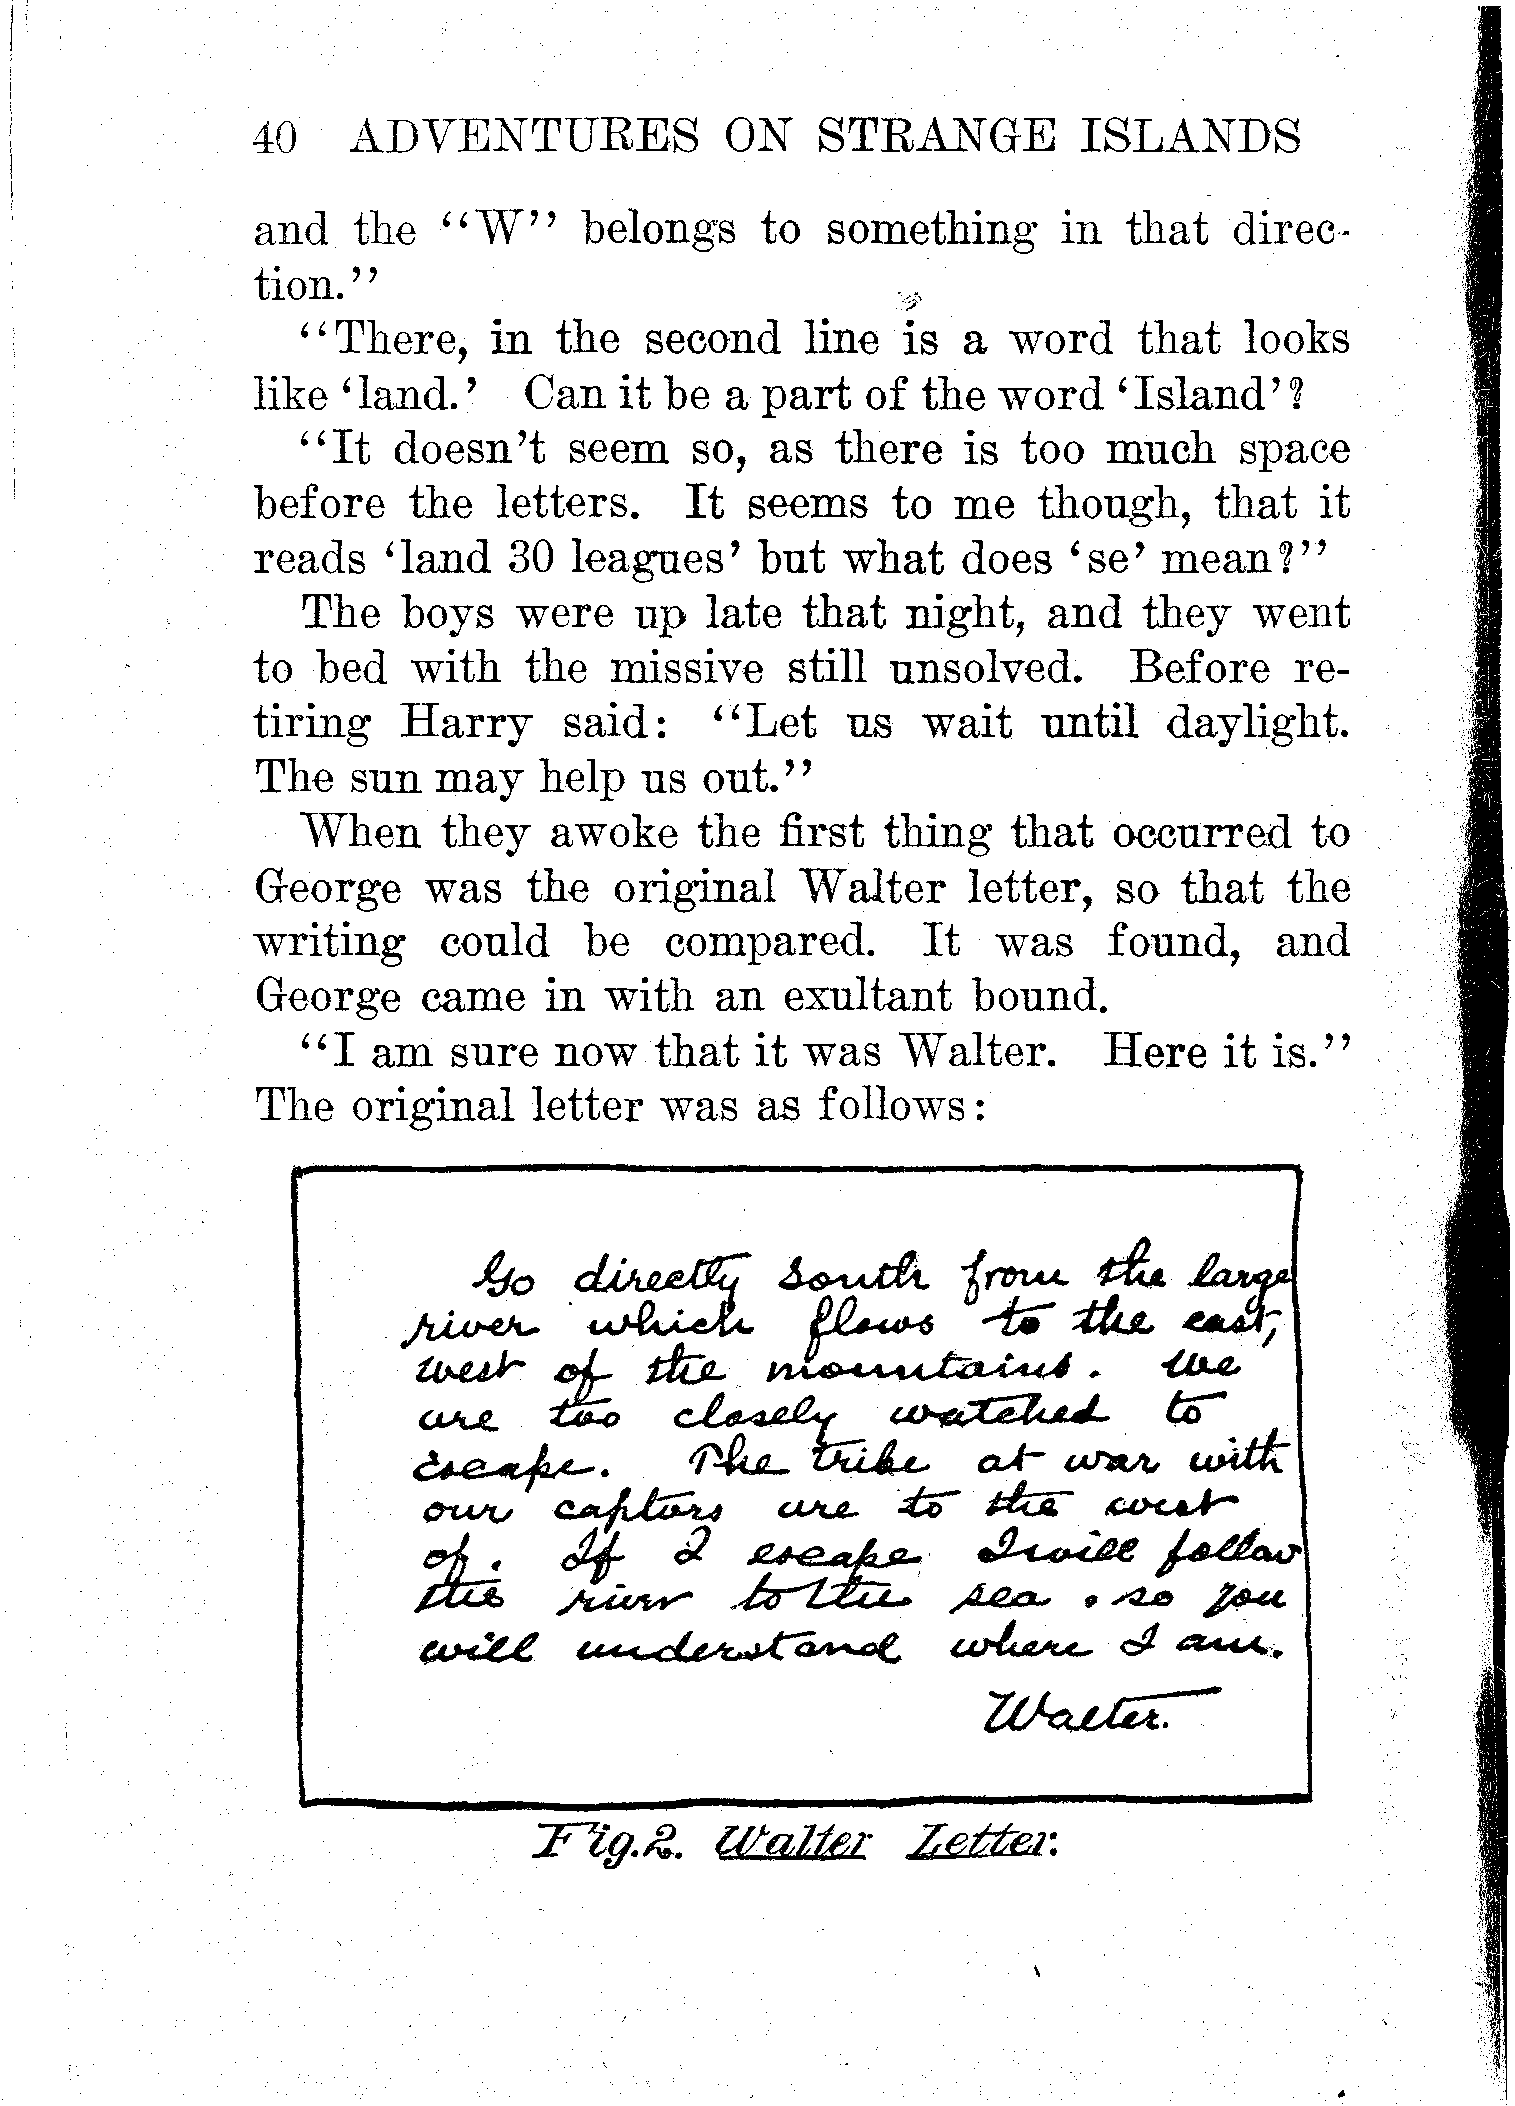 40 ADVENTURES ON STRANGE ISLANDS
and the "W" belongs to something in that direc-
tion."
"There, in the second line is a word that looks
like 'land.' Can it be a part of the word 'Island'?
"It doesn't seem so, as there is too much space
before the letters. It seems to me though, that it
reads 'land 30 leagues' but what does 'se' mean?"
The boys were up late that night, and they went
to bed with the missive still unsolved. Before re-
tiring Harry said: "Let us wait until daylight.
The sun may help us out."
When they awoke the first thing that occurred to
George was the original Walter letter, so that the
writing could be compared. It was found, and
George came in with an exultant bound.
"I am sure now that it was Walter. Here it is."
The original letter was as follows:
Go directly South from the large
river which flows to the east,
west of the mountains. We
are too closely watched to
escape. The tribe at war with
our captors are to the west
of. If I escape I will follow
the river to the sea. so you
will understand where I am.
Walter.
Fig.2. Walter Letter.